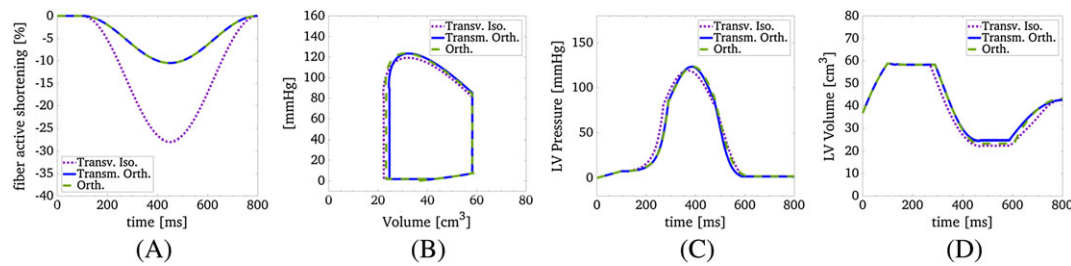 fiber active shortening [%]
0
-5
-10
-15
-20
-25
-30
-35
-40
Transv. Iso.
Transm. Orth.
Orth.
0 200 400 600 800
time [ms]
(A)
[mmHg]
160
140
120
100
80
60
40
20
0
Transv. Iso.
Transm. Orth.
Orth.
0 20 40 60 80
Volume [cm³]
(B)
LV Pressure [mmHg]
150
100
50
0
Transv. Iso.
Transm. Orth.
Orth.
0 200 400 600 800
time [ms]
(C)
LV Volume [cm³]
80
70
60
50
40
30
20
10
0
Transv. Iso.
Transm. Orth.
Orth.
0 200 400 600 800
time [ms]
(D)